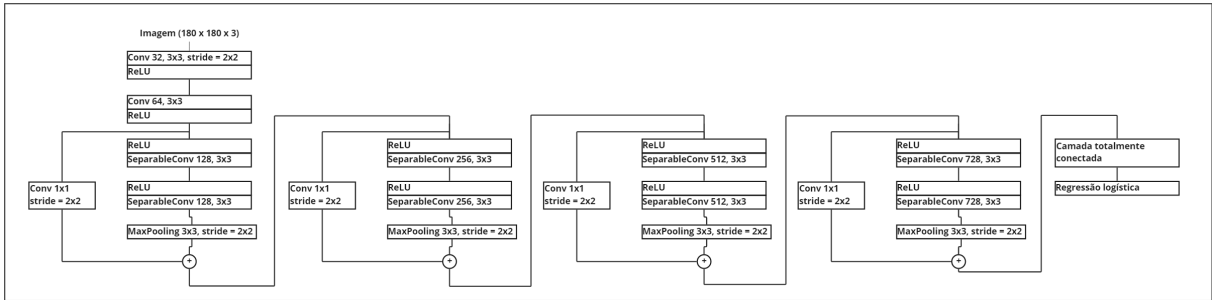 Imagem (180 x 180 x 3)
Conv 32, 3x3, stride = 2x2
ReLU
Conv 64, 3x3
ReLU
ReLU
SeparableConv 128, 3x3
Conv 1x1
stride = 2x2
ReLU
SeparableConv 128, 3x3
MaxPooling 3x3, stride = 2x2
+
ReLU
SeparableConv 256, 3x3
Conv 1x1
stride = 2x2
ReLU
SeparableConv 256, 3x3
MaxPooling 3x3, stride = 2x2
+
ReLU
SeparableConv 512, 3x3
Conv 1x1
stride = 2x2
ReLU
SeparableConv 512, 3x3
MaxPooling 3x3, stride = 2x2
+
ReLU
SeparableConv 728, 3x3
Conv 1x1
stride = 2x2
ReLU
SeparableConv 728, 3x3
MaxPooling 3x3, stride = 2x2
+
Camada totalmente
conectada
Regressão logística